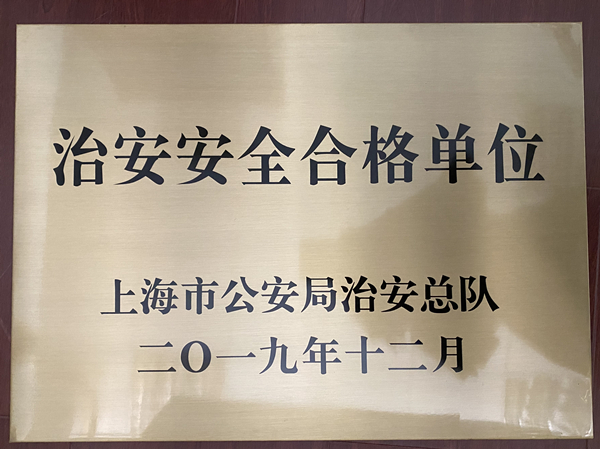 治安安全合格单位
上海市公安局治安总队
二〇一九年十二月